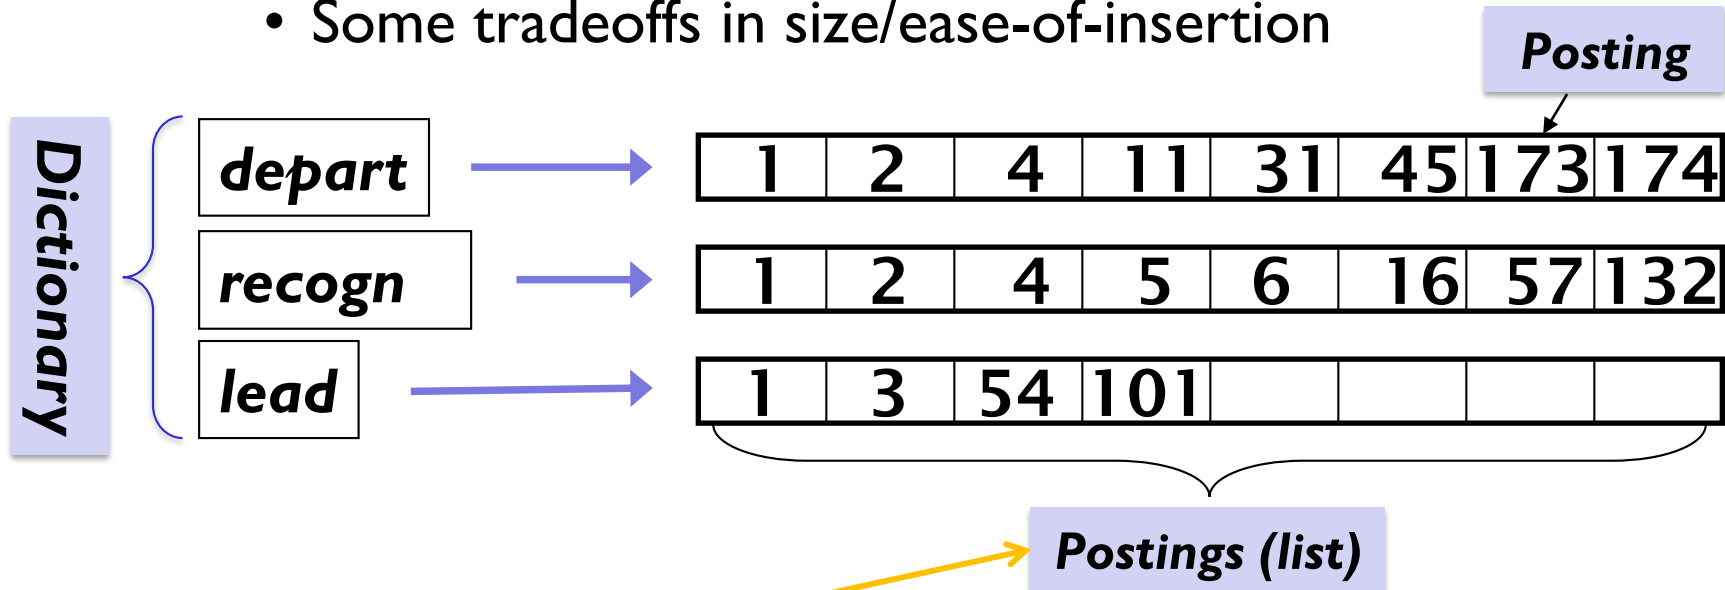 • Some tradeoffs in size/ease-of-insertion
Posting
Dictionary
depart 1 2 4 11 31 45 173 174
recogn 1 2 4 5 6 16 57 132
lead 1 3 54 101
Postings (list)